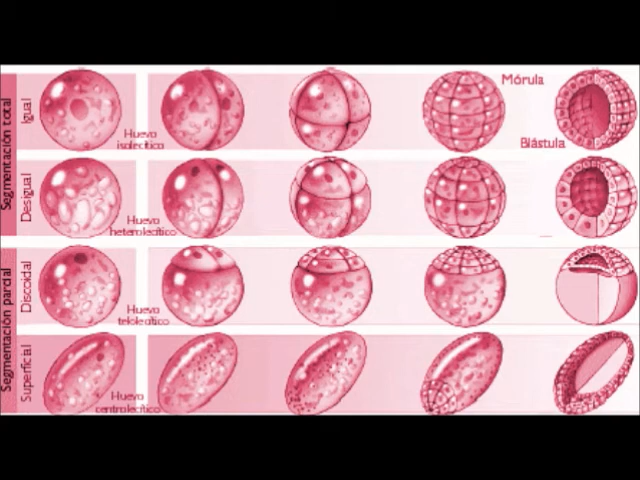 Segmentación total
Igual
Huevo
isolecítico
Mórula
Blástula
Desigual
Huevo
heterolecítico
Segmentación parcial
Discoidal
Huevo
telolecítico
Superficial
Huevo
centrolecítico